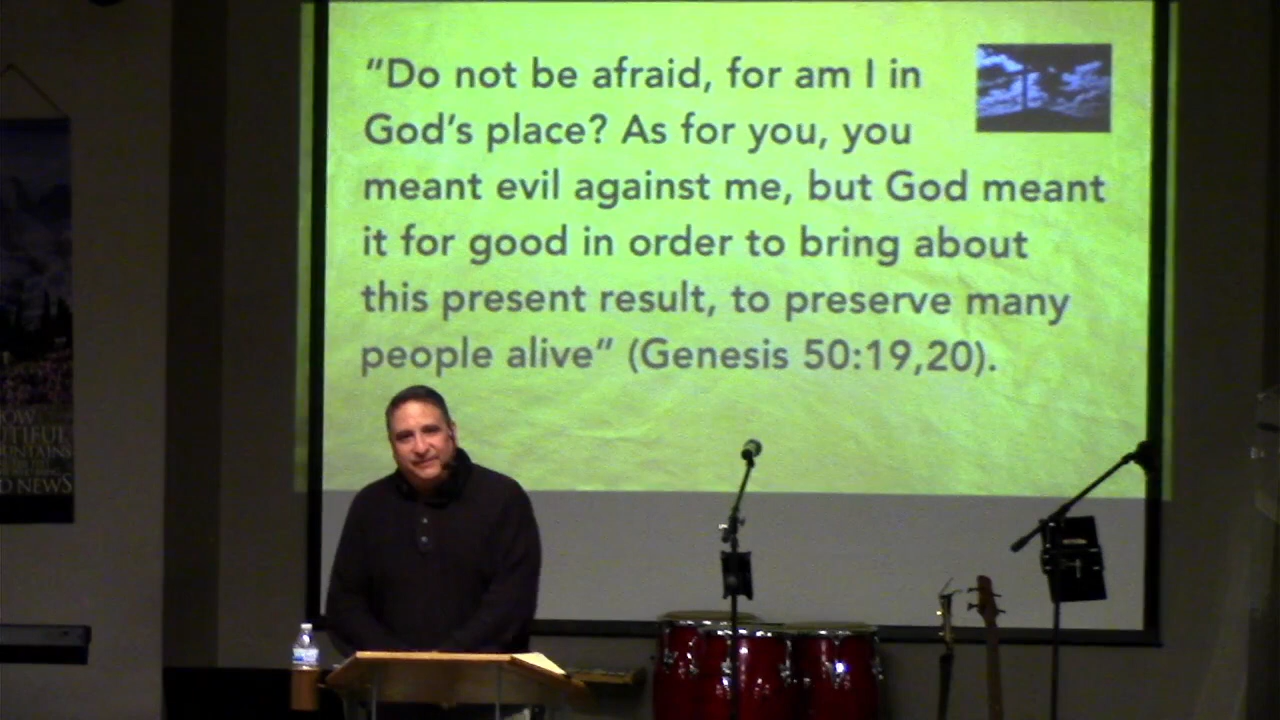 “Do not be afraid, for am I in
God’s place? As for you, you
meant evil against me, but God meant
it for good in order to bring about
this present result, to preserve many
people alive” (Genesis 50:19,20).
NEWS